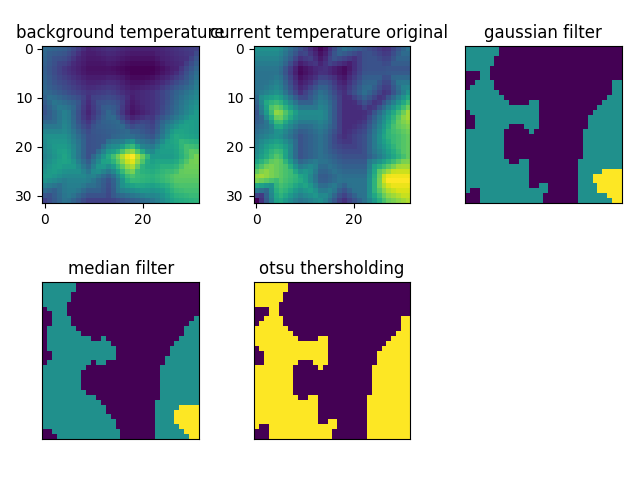 background temperature
current temperature original
gaussian filter
0
10
20
30
0
20
0
10
20
30
0
20
median filter
otsu thersholding